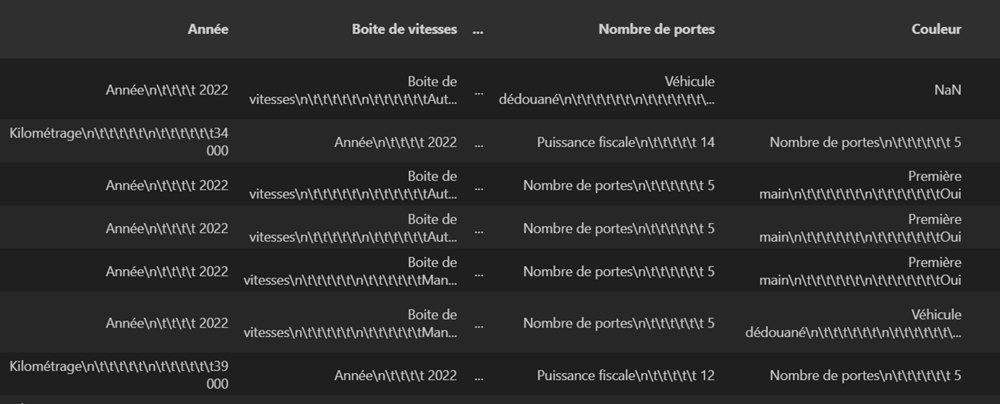 Année Boite de vitesses ... Nombre de portes Couleur
Année\n\t\t\t\t 2022 Boite de vitesses\n\t\t\t\t\t\n\t\t\t\t\t\tAut... ... Véhicule dédouané\n\t\t\t\t\t\t\n\t\t\t\t\t\t\... NaN
Kilométrage\n\t\t\t\t\t\n\t\t\t\t\t\t34 000 Année\n\t\t\t\t 2022 ... Puissance fiscale\n\t\t\t\t\t 14 Nombre de portes\n\t\t\t\t\t\t 5
Année\n\t\t\t\t 2022 Boite de vitesses\n\t\t\t\t\t\n\t\t\t\t\t\tAut... ... Nombre de portes\n\t\t\t\t\t\t 5 Première main\n\t\t\t\t\t\t\n\t\t\t\t\t\t\tOui
Année\n\t\t\t\t 2022 Boite de vitesses\n\t\t\t\t\t\n\t\t\t\t\t\tAut... ... Nombre de portes\n\t\t\t\t\t\t 5 Première main\n\t\t\t\t\t\t\n\t\t\t\t\t\t\tOui
Année\n\t\t\t\t 2022 Boite de vitesses\n\t\t\t\t\t\n\t\t\t\t\t\tMan... ... Nombre de portes\n\t\t\t\t\t\t 5 Première main\n\t\t\t\t\t\t\n\t\t\t\t\t\t\tOui
Année\n\t\t\t\t 2022 Boite de vitesses\n\t\t\t\t\t\n\t\t\t\t\t\tMan... ... Nombre de portes\n\t\t\t\t\t\t 5 Véhicule dédouané\n\t\t\t\t\t\t\n\t\t\t\t\t\t\...
Kilométrage\n\t\t\t\t\t\n\t\t\t\t\t\t39 000 Année\n\t\t\t\t 2022 ... Puissance fiscale\n\t\t\t\t\t 12 Nombre de portes\n\t\t\t\t\t\t 5